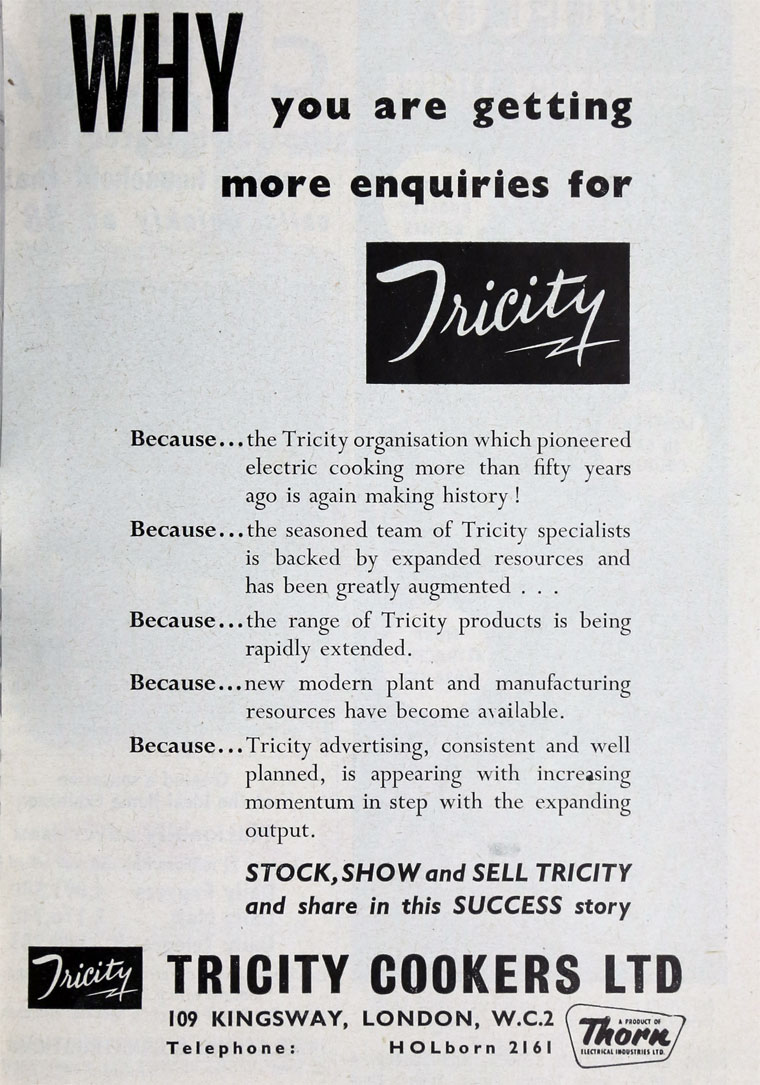 WHY you are getting
more enquiries for
Tricity
Because...the Tricity organisation which pioneered
electric cooking more than fifty years
ago is again making history !
Because...the seasoned team of Tricity specialists
is backed by expanded resources and
has been greatly augmented . . .
Because...the range of Tricity products is being
rapidly extended.
Because...new modern plant and manufacturing
resources have become available.
Because...Tricity advertising, consistent and well
planned, is appearing with increasing
momentum in step with the expanding
output.
STOCK, SHOW and SELL TRICITY
and share in this SUCCESS story
Tricity TRICITY COOKERS LTD
109 KINGSWAY, LONDON, W.C.2
Telephone: HOLborn 2161
A PRODUCT OF
Thorn
ELECTRICAL INDUSTRIES LTD.